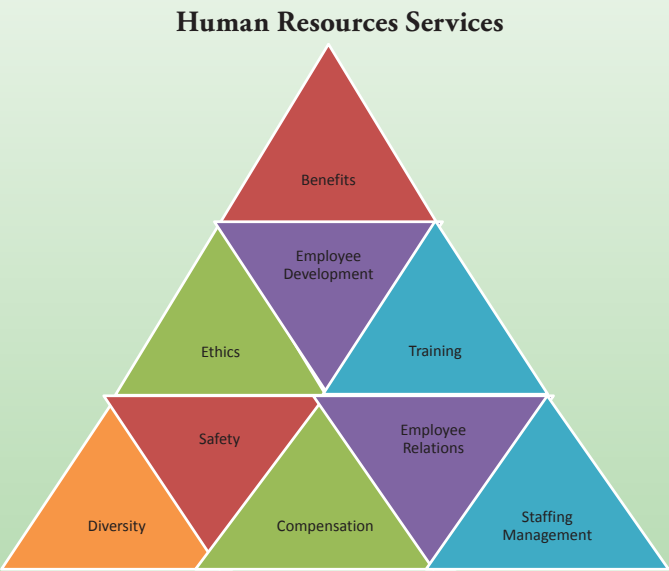 Human Resources Services
Benefits
Employee
Development
Ethics
Training
Safety
Employee
Relations
Diversity
Compensation
Staffing
Management